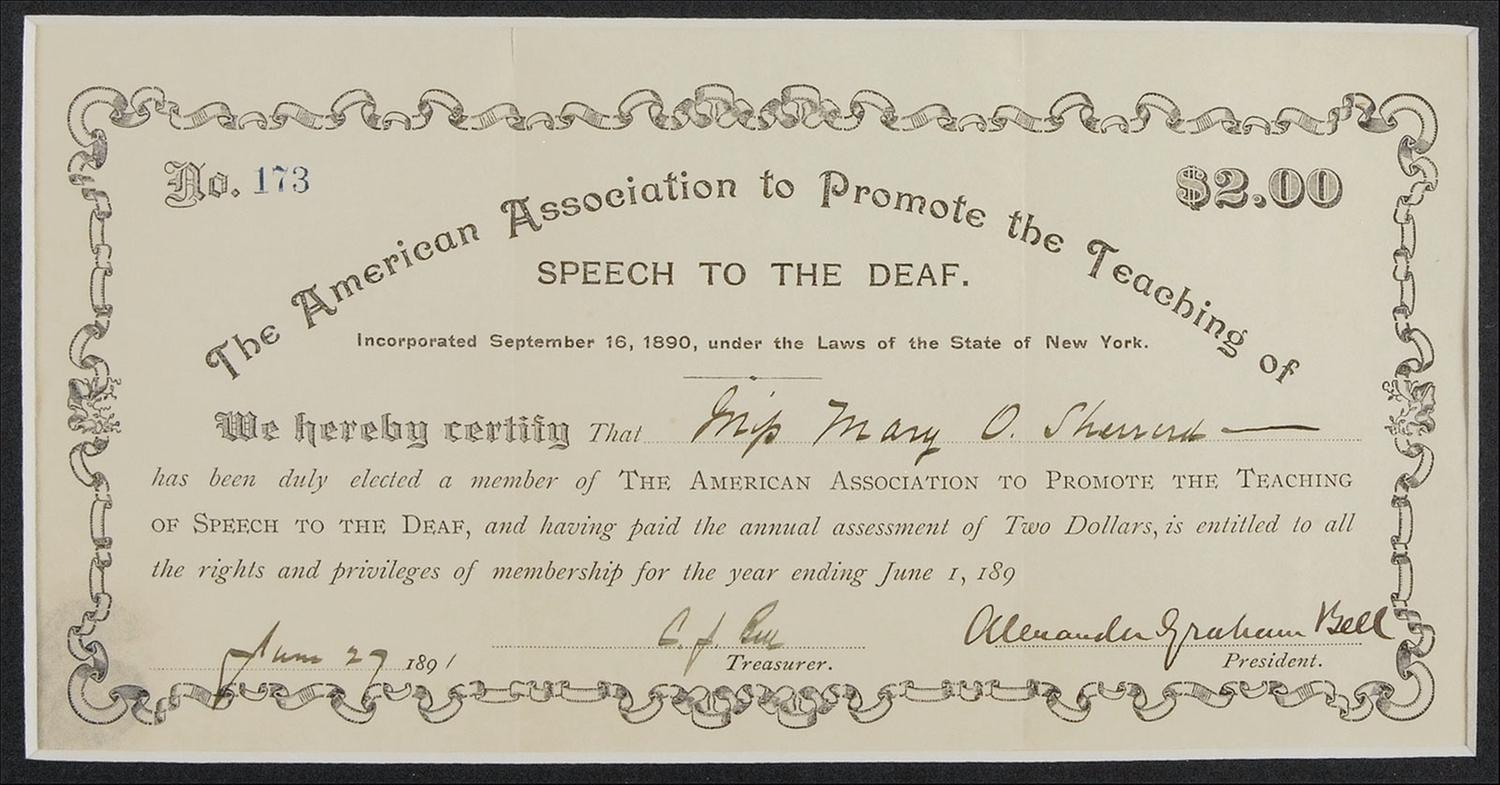 No. 173
$2.00
The American Association to Promote the Teaching of
SPEECH TO THE DEAF.
Incorporated September 16, 1890, under the Laws of the State of New York.
We hereby certify That Miss Mary O. Sherrerd
has been duly elected a member of THE AMERICAN ASSOCIATION TO PROMOTE THE TEACHING
OF SPEECH TO THE DEAF, and having paid the annual assessment of Two Dollars, is entitled to all
the rights and privileges of membership for the year ending June 1, 189
June 27 1891
C. J. Bell
Treasurer.
Alexander Graham Bell
President.